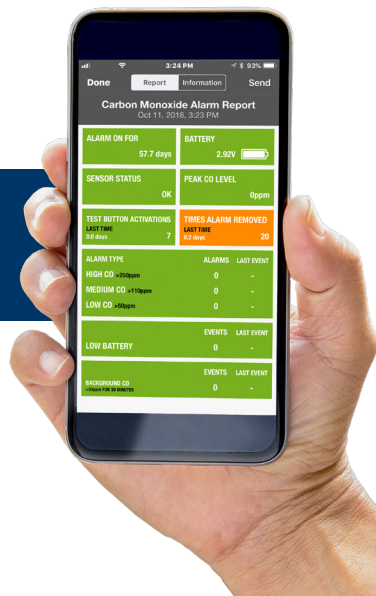 3:24 PM 93%
Done Report Information Send
Carbon Monoxide Alarm Report
Oct 11, 2018, 3:23 PM
ALARM ON FOR BATTERY
57.7 days 2.92V
SENSOR STATUS PEAK CO LEVEL
OK 0ppm
TEST BUTTON ACTIVATIONS TIMES ALARM REMOVED
LAST TIME LAST TIME
0.0 days 7 0.2 days 20
ALARM TYPE ALARMS LAST EVENT
HIGH CO >250ppm 0 -
MEDIUM CO >110ppm 0 -
LOW CO >50ppm 0 -
EVENTS LAST EVENT
LOW BATTERY 0 -
EVENTS LAST EVENT
BACKGROUND CO 0 -
>30ppm FOR 30 MINUTES